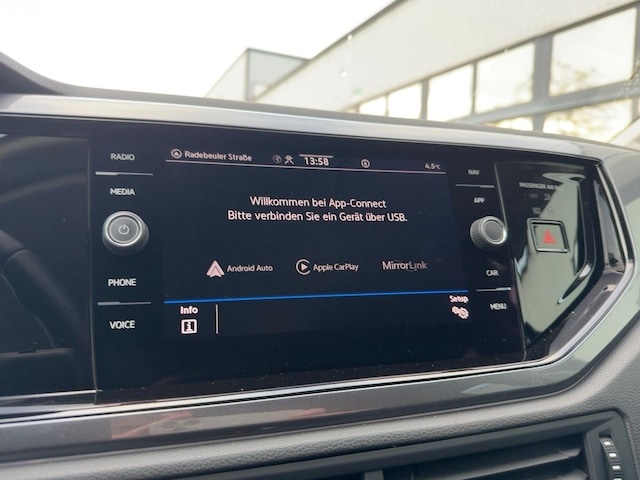 RADIO
MEDIA
PHONE
VOICE
Radebeuler Straße
13:58
4.5°C
Willkommen bei App-Connect
Bitte verbinden Sie ein Gerät über USB.
Android Auto
Apple CarPlay
MirrorLink
Info
Setup
NAV
APP
CAR
MENU
PASSENGER